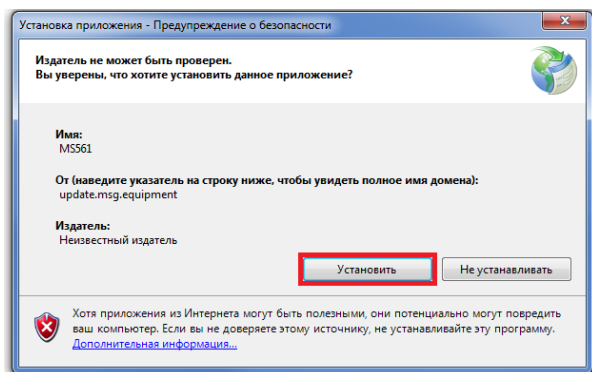 Установка приложения - Предупреждение о безопасности
Издатель не может быть проверен.
Вы уверены, что хотите установить данное приложение?
Имя:
MS561
От (наведите указатель на строку ниже, чтобы увидеть полное имя домена):
update.msg.equipment
Издатель:
Неизвестный издатель
Установить
Не устанавливать
Хотя приложения из Интернета могут быть полезными, они потенциально могут повредить
ваш компьютер. Если вы не доверяете этому источнику, не устанавливайте эту программу.
Дополнительная информация...